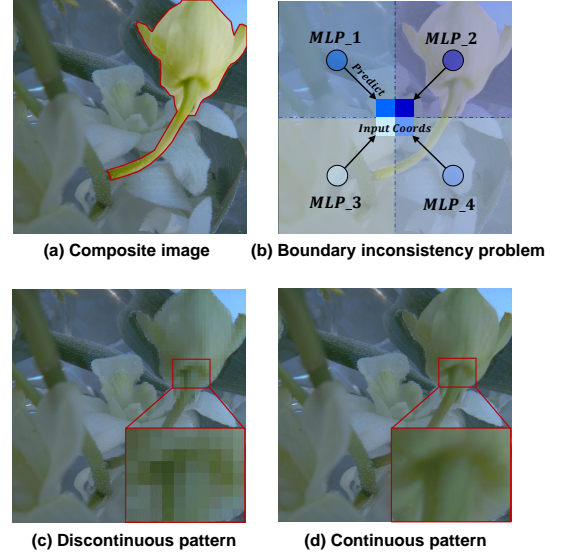 MLP_1
MLP_2
Predict
Input Coords
MLP_3
MLP_4
(a) Composite image
(b) Boundary inconsistency problem
(c) Discontinuous pattern
(d) Continuous pattern